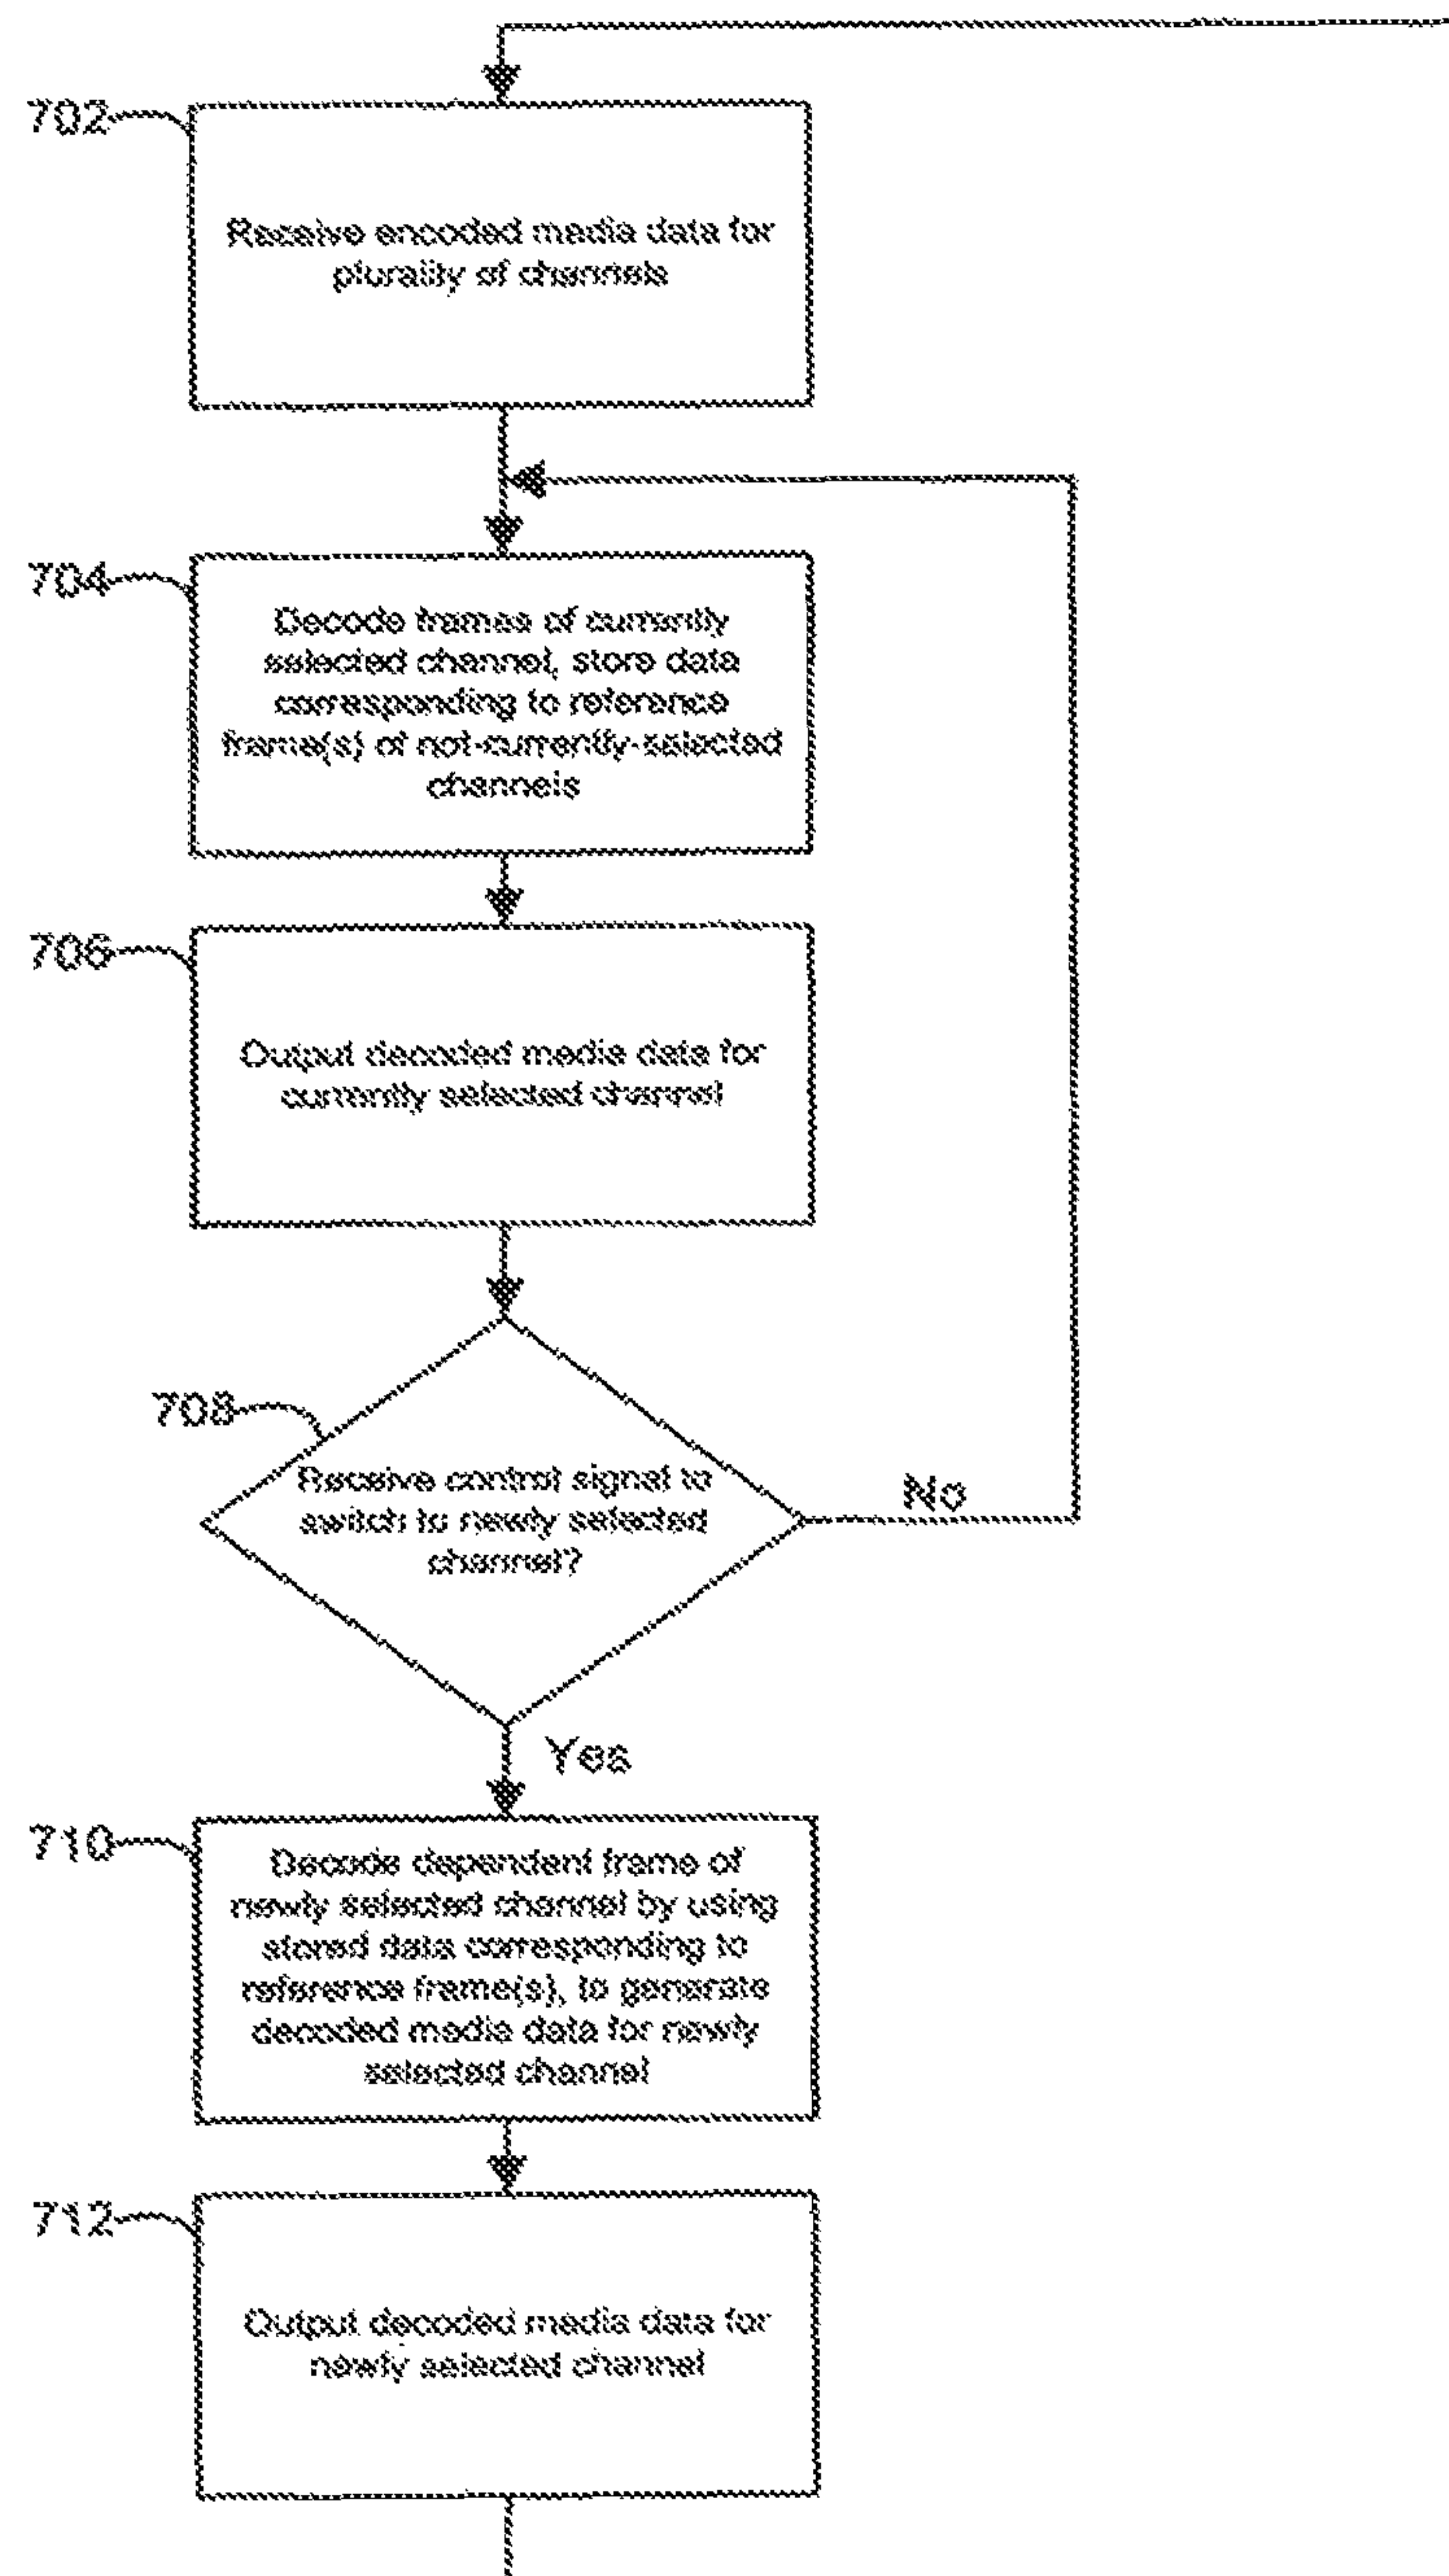 702
Receive encoded media data for
plurality of channels
704
Decode frames of currently
selected channel, store data
corresponding to reference
frame(s) of not-currently-selected
channels
706
Output decoded media data for
currently selected channel
708
Receive control signal to
switch to newly selected
channel?
No
Yes
710
Decode dependent frame of
newly selected channel by using
stored data corresponding to
reference frame(s), to generate
decoded media data for newly
selected channel
712
Output decoded media data for
newly selected channel